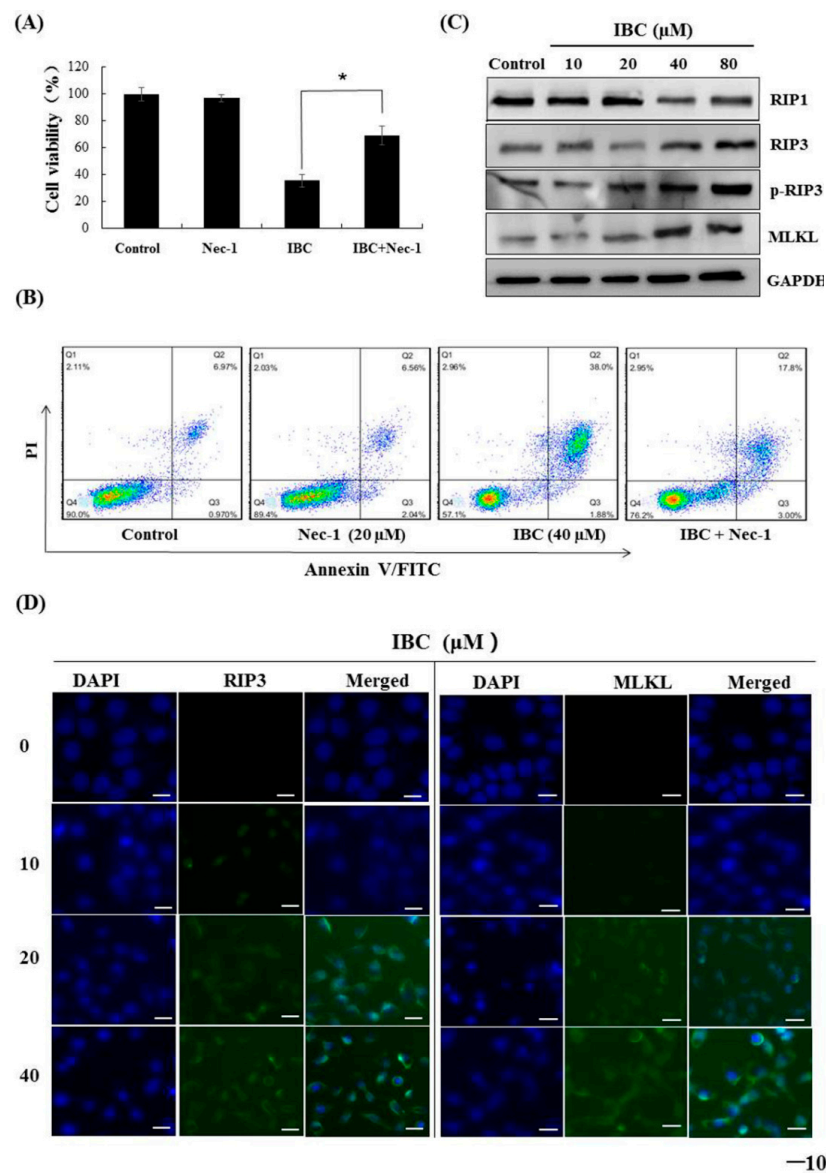 (A)
Cell viability (%)
120
100
80
60
40
20
0
*
Control Nec-1 IBC IBC+Nec-1
(C)
IBC (μM)
Control 10 20 40 80
RIP1
RIP3
p-RIP3
MLKL
GAPDH
(B)
PI
Q1 2.11% Q2 6.97%
Q4 90.0% Q3 0.970%
Control
Q1 2.03% Q2 6.56%
Q4 89.4% Q3 2.04%
Nec-1 (20 μM)
Q1 2.96% Q2 38.0%
Q4 57.1% Q3 1.88%
IBC (40 μM)
Q1 2.95% Q2 17.8%
Q4 76.2% Q3 3.00%
IBC + Nec-1
Annexin V/FITC
(D)
IBC (μM)
DAPI RIP3 Merged DAPI MLKL Merged
0
10
20
40
10